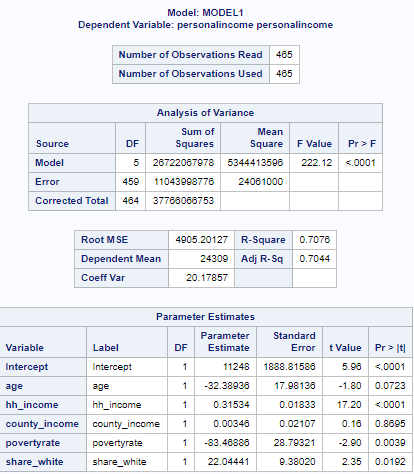 Model: MODEL1
Dependent Variable: personalincome personalincome
Number of Observations Read 465
Number of Observations Used 465
Analysis of Variance
Source DF Sum of Squares Mean Square F Value Pr > F
Model 5 26722067978 5344413596 222.12 <.0001
Error 459 11043998776 24061000
Corrected Total 464 37766066753
Root MSE 4905.20127 R-Square 0.7076
Dependent Mean 24309 Adj R-Sq 0.7044
Coeff Var 20.17857
Parameter Estimates
Variable Label DF Parameter Estimate Standard Error t Value Pr > |t|
Intercept Intercept 1 11248 1888.81586 5.96 <.0001
age age 1 -32.38936 17.98136 -1.80 0.0723
hh_income hh_income 1 0.31534 0.01833 17.20 <.0001
county_income county_income 1 0.00346 0.02107 0.16 0.8695
povertyrate povertyrate 1 -83.46886 28.79321 -2.90 0.0039
share_white share_white 1 22.04441 9.38020 2.35 0.0192